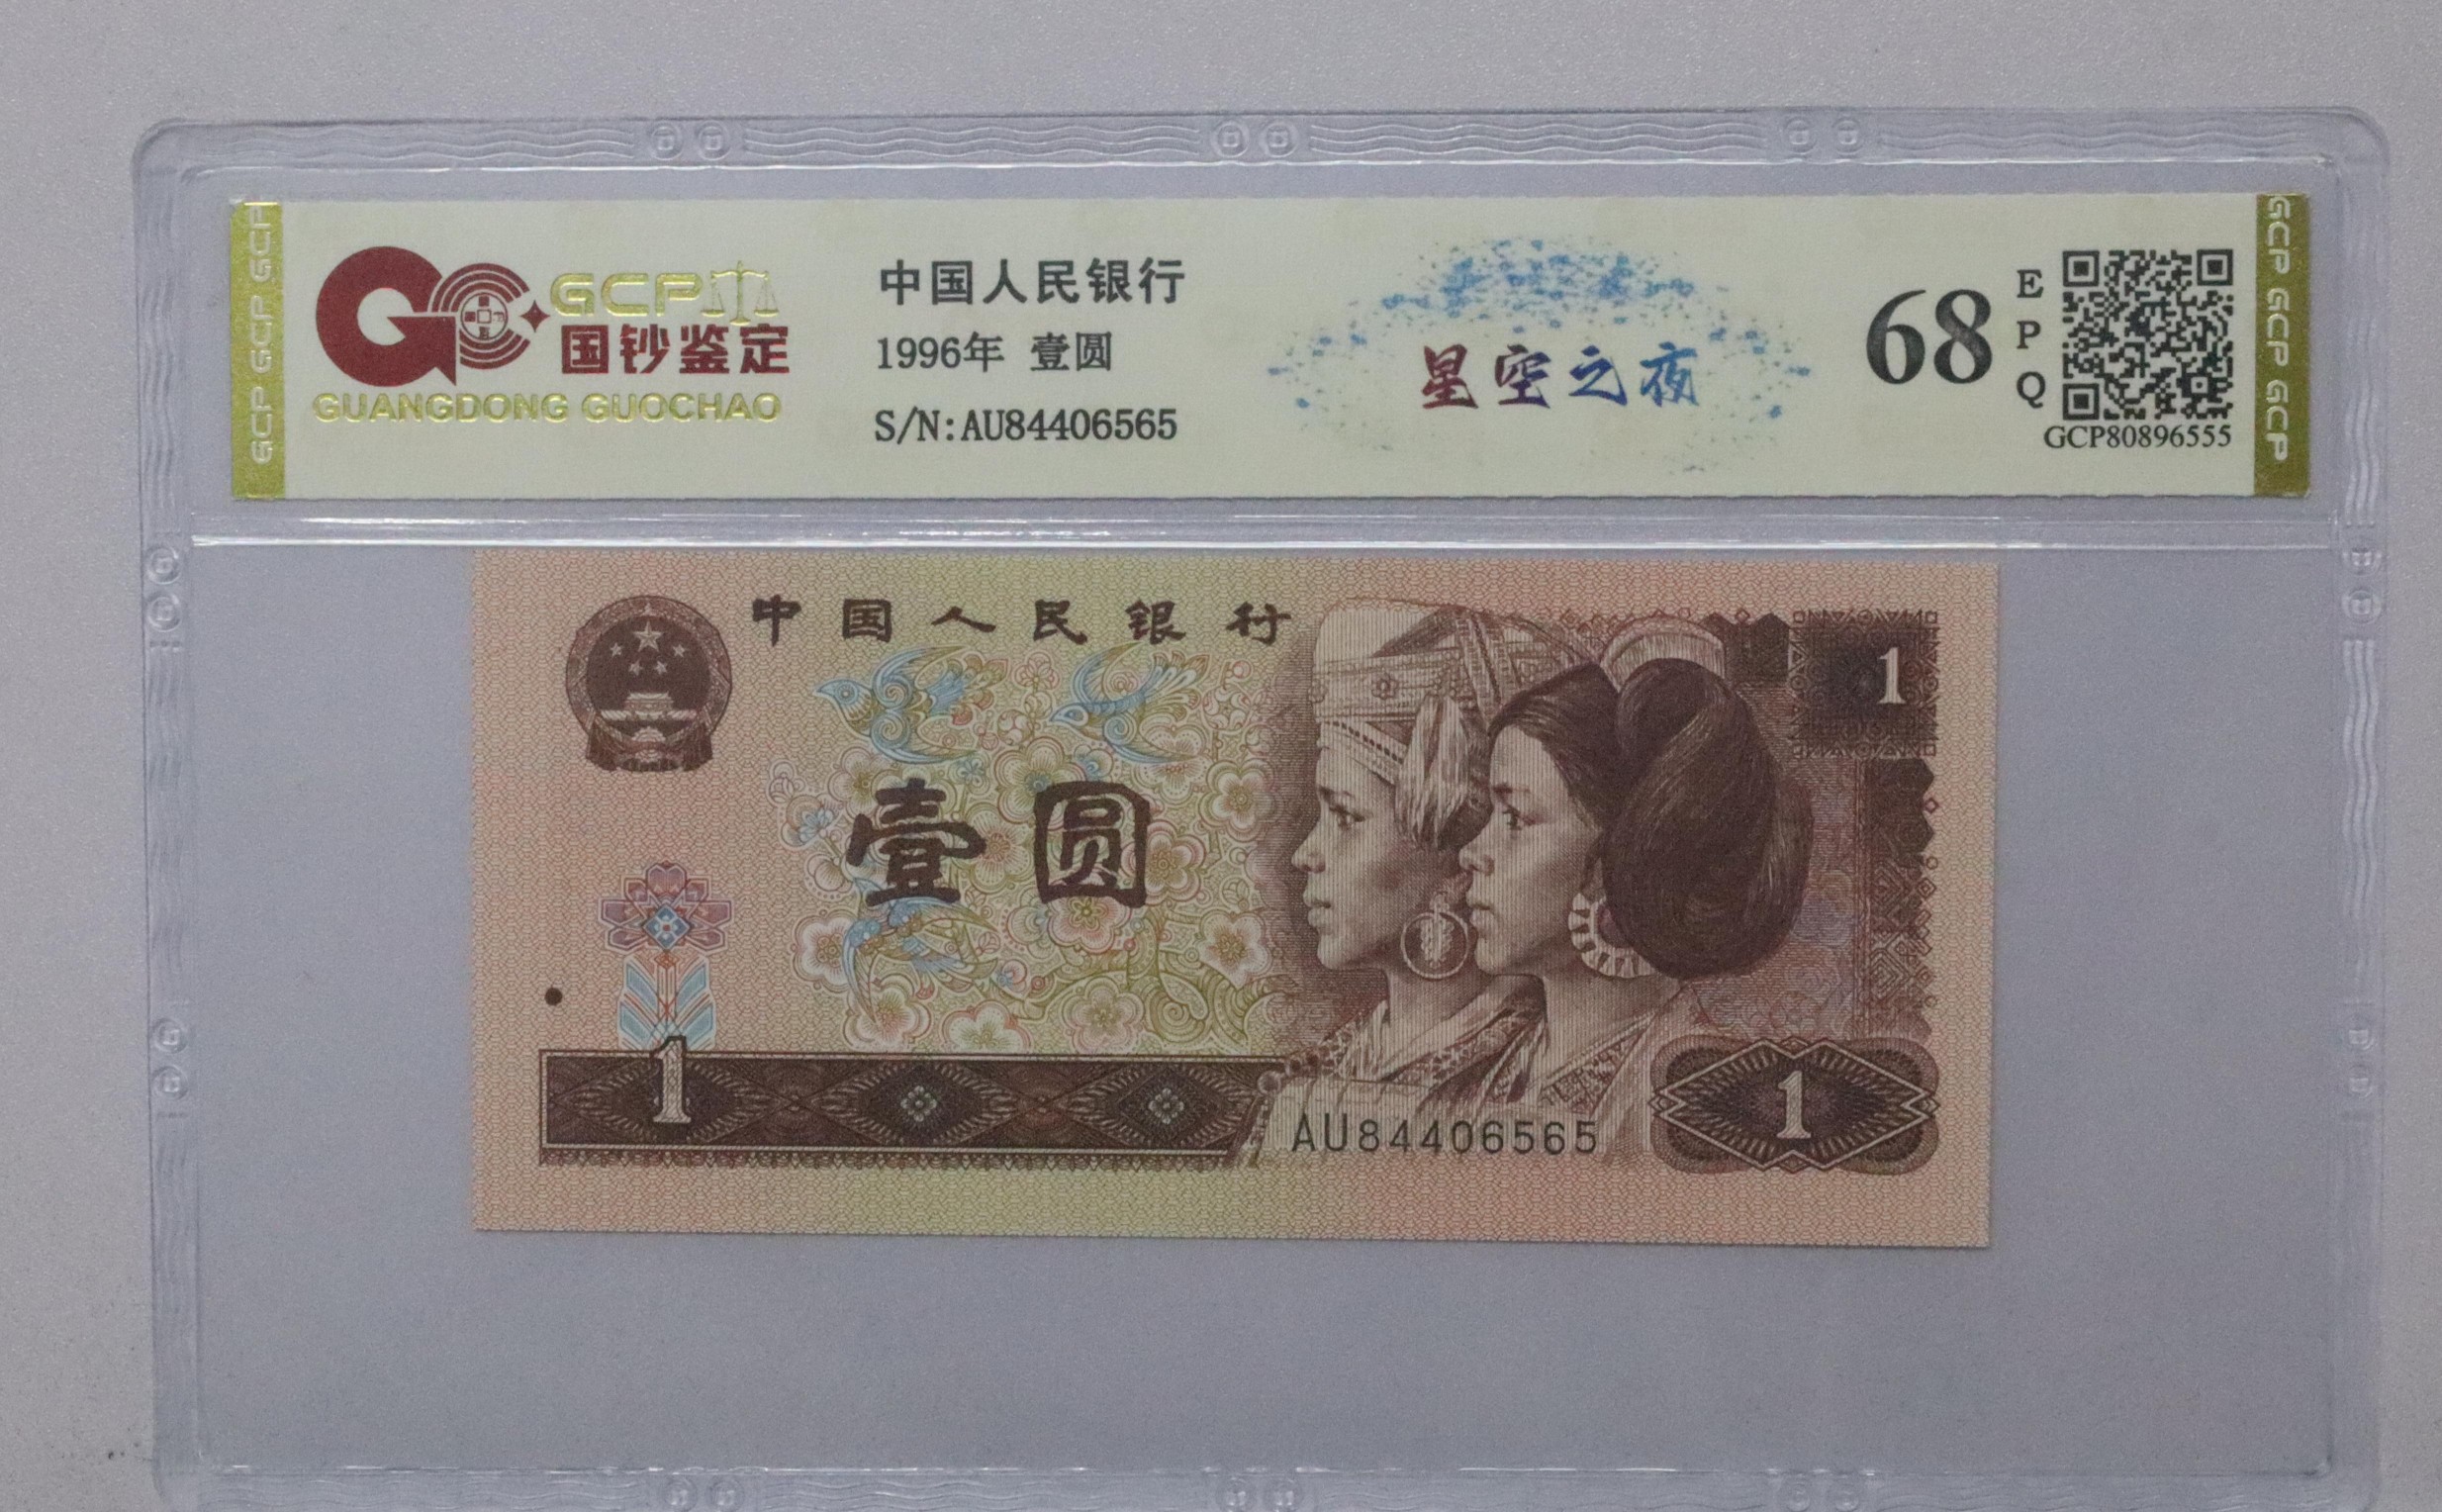 GCP GCP GCP
GCP
国钞鉴定
GUANGDONG GUOCHAO
中国人民银行
1996年 壹圆
S/N:AU84406565
星空之夜
68
EPQ
GCP80896555
GCP GCP GCP
中国人民银行
1
壹圆
1
AU84406565
1